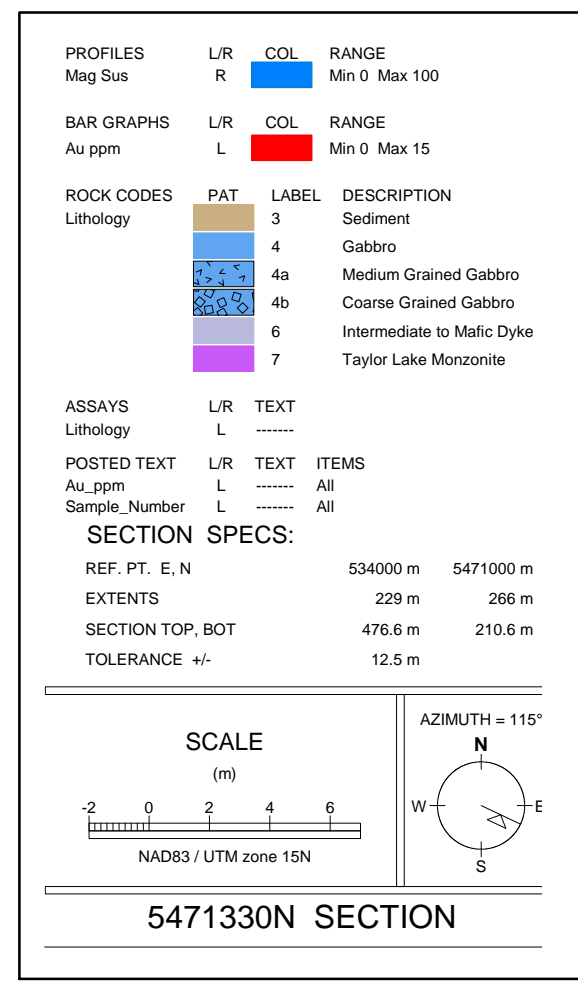 PROFILES L/R COL RANGE
Mag Sus R Min 0 Max 100
BAR GRAPHS L/R COL RANGE
Au ppm L Min 0 Max 15
ROCK CODES PAT LABEL DESCRIPTION
Lithology 3 Sediment
4 Gabbro
4a Medium Grained Gabbro
4b Coarse Grained Gabbro
6 Intermediate to Mafic Dyke
7 Taylor Lake Monzonite
ASSAYS L/R TEXT
Lithology L -------
POSTED TEXT L/R TEXT ITEMS
Au_ppm L ------- All
Sample_Number L ------- All
SECTION SPECS:
REF. PT. E, N 534000 m 5471000 m
EXTENTS 229 m 266 m
SECTION TOP, BOT 476.6 m 210.6 m
TOLERANCE +/- 12.5 m
SCALE
(m)
-2 0 2 4 6
NAD83 / UTM zone 15N
AZIMUTH = 115°
N
W E
S
5471330N SECTION